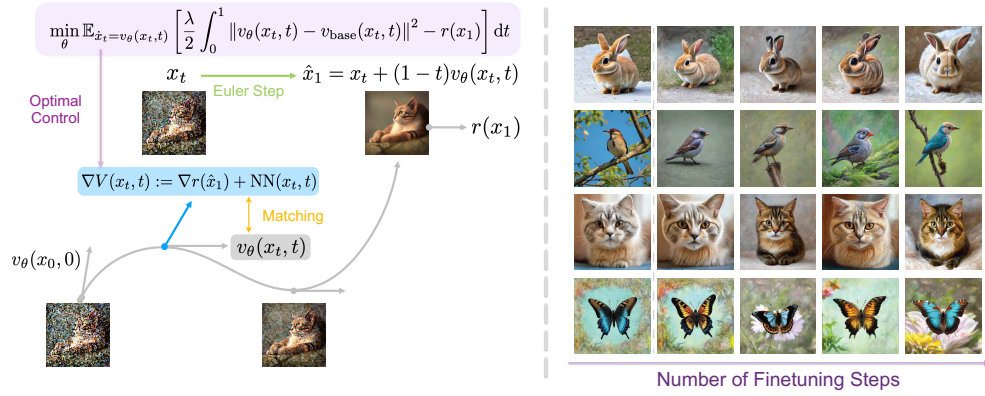 min_θ 𝔼_{ẋ_t=v_θ(x_t,t)} [ λ/2 ∫_0^1 ‖v_θ(x_t, t) − v_base(x_t, t)‖² − r(x_1) ] dt
x_t
x̂_1 = x_t + (1 − t)v_θ(x_t, t)
Euler Step
Optimal
Control
r(x_1)
∇V(x_t, t) := ∇r(x̂_1) + NN(x_t, t)
Matching
v_θ(x_t, t)
v_θ(x_0, 0)
Number of Finetuning Steps